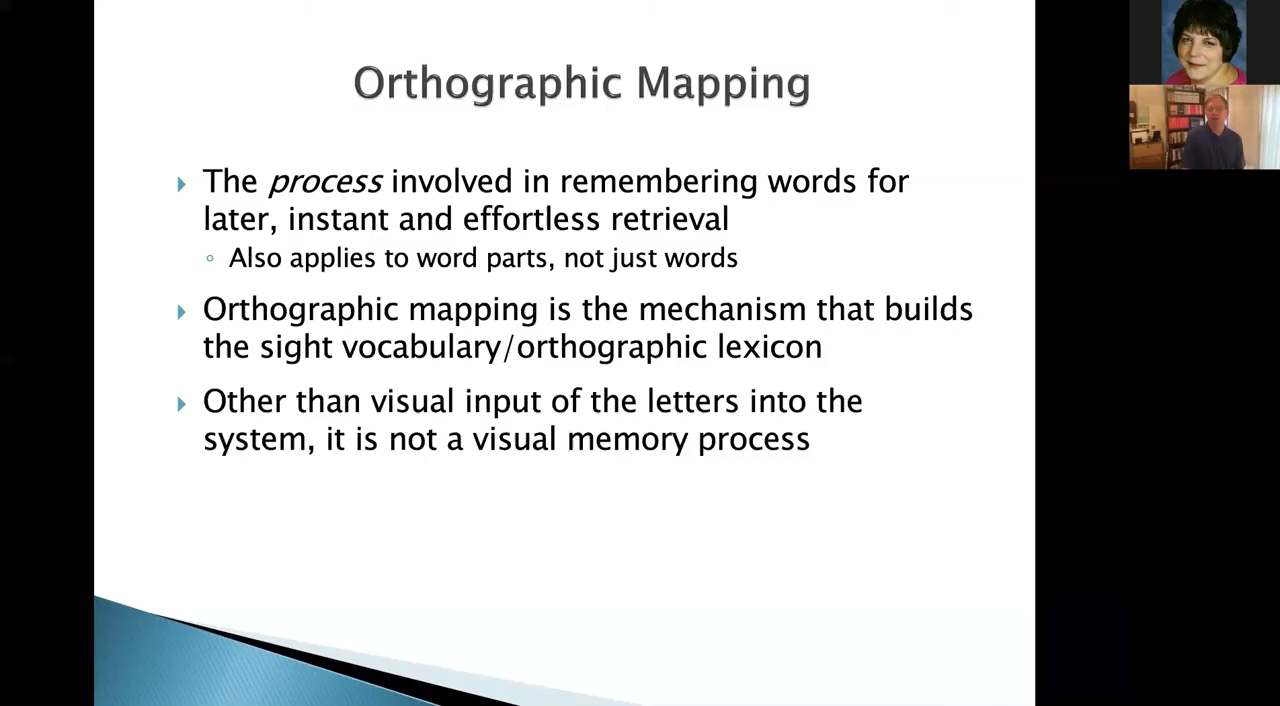 Orthographic Mapping
The process involved in remembering words for
later, instant and effortless retrieval
Also applies to word parts, not just words
Orthographic mapping is the mechanism that builds
the sight vocabulary/orthographic lexicon
Other than visual input of the letters into the
system, it is not a visual memory process